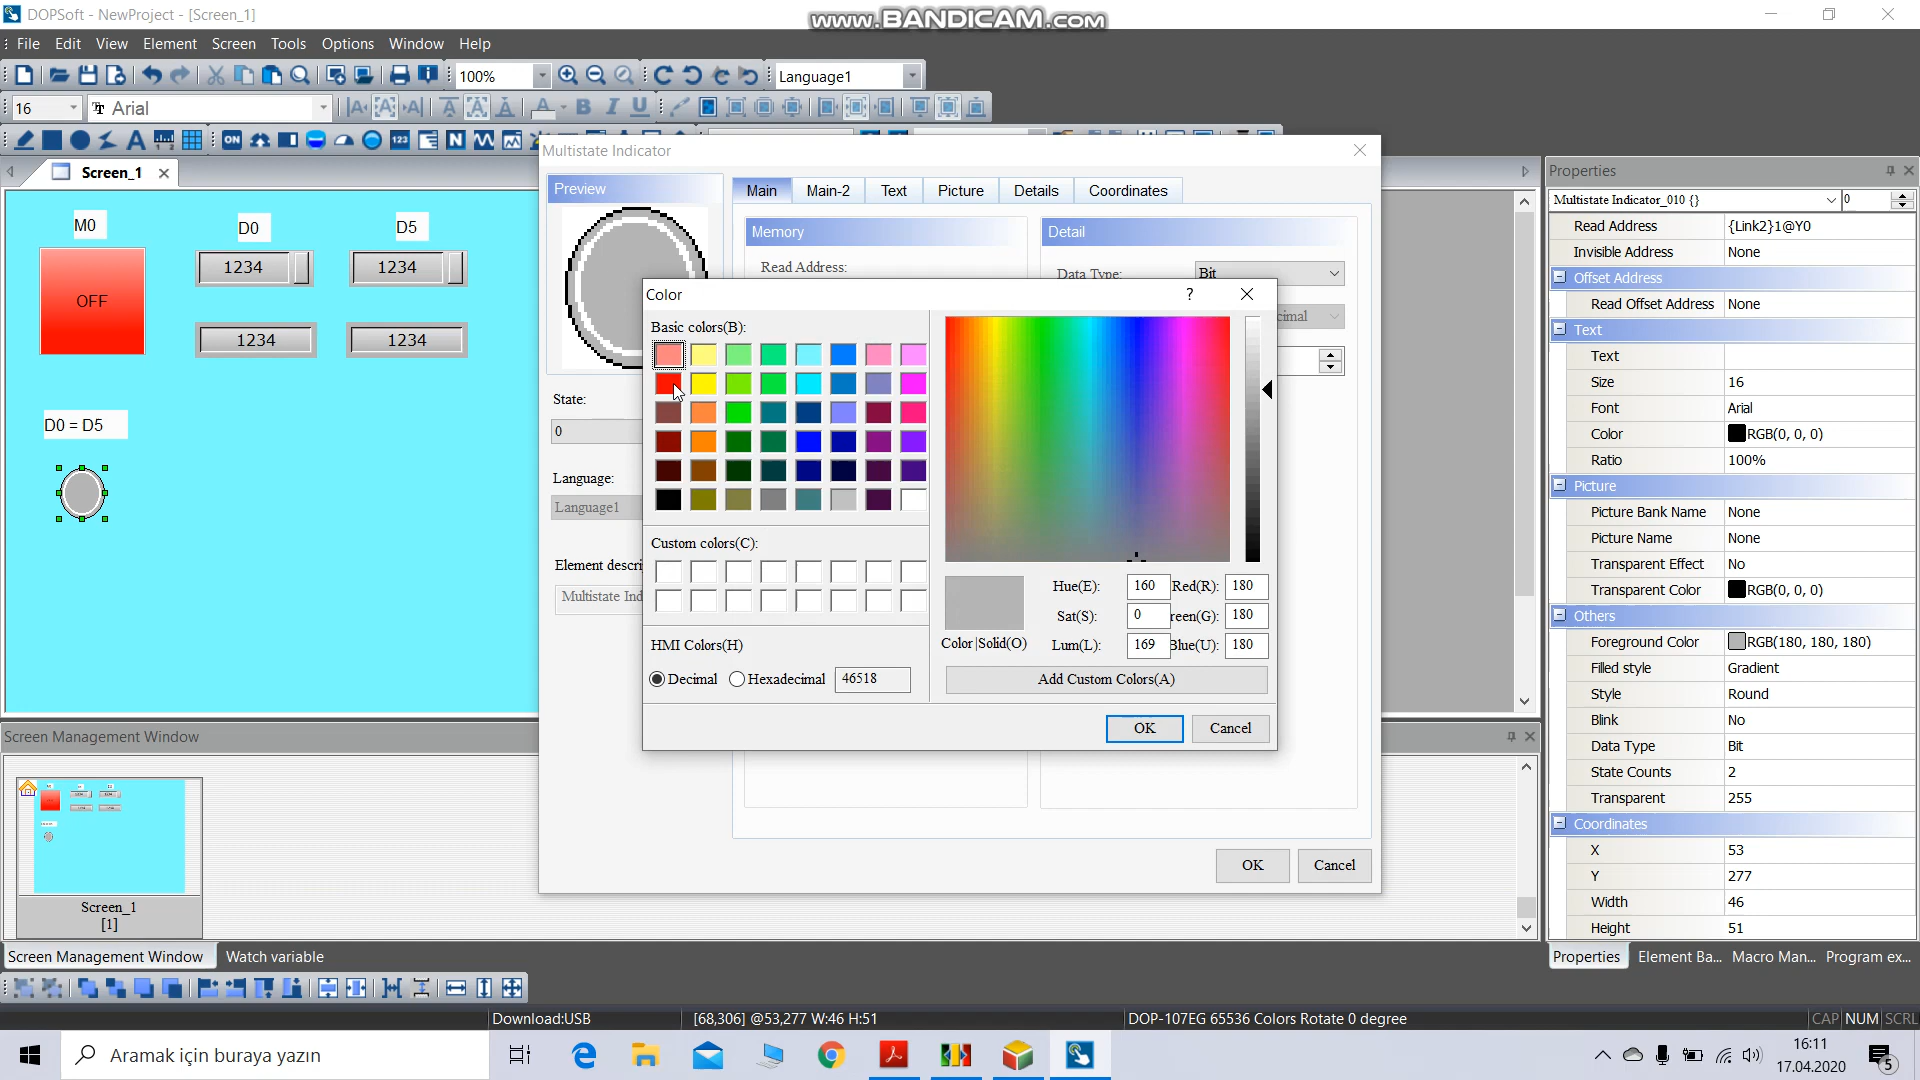 DOPSoft - NewProject - [Screen_1]
www.BANDICAM.com
File Edit View Element Screen Tools Options Window Help
100%
Language1
16
Arial
Screen_1
M0
D0
D5
OFF
1234
1234
1234
1234
D0 = D5
Multistate Indicator
Preview
Main Main-2 Text Picture Details Coordinates
Memory
Detail
Read Address:
Data Type:
Bit
State:
0
Language:
Language1
Element descri
Multistate Ind
cimal
OK
Cancel
Color
?
Basic colors(B):
Custom colors(C):
HMI Colors(H)
Decimal
Hexadecimal
46518
Color|Solid(O)
Hue(E): 160 Red(R): 180
Sat(S): 0 reen(G): 180
Lum(L): 169 Blue(U): 180
Add Custom Colors(A)
OK
Cancel
Properties
Multistate Indicator_010 {}
0
Read Address {Link2}1@Y0
Invisible Address None
Offset Address
Read Offset Address None
Text
Text
Size 16
Font Arial
Color RGB(0, 0, 0)
Ratio 100%
Picture
Picture Bank Name None
Picture Name None
Transparent Effect No
Transparent Color RGB(0, 0, 0)
Others
Foreground Color RGB(180, 180, 180)
Filled style Gradient
Style Round
Blink No
Data Type Bit
State Counts 2
Transparent 255
Coordinates
X 53
Y 277
Width 46
Height 51
Properties Element Ba... Macro Man... Program ex...
Screen Management Window
Screen_1
[1]
Screen Management Window
Watch variable
Download:USB
[68,306] @53,277 W:46 H:51
DOP-107EG 65536 Colors Rotate 0 degree
CAP NUM SCRL
Aramak için buraya yazın
16:11
17.04.2020
5